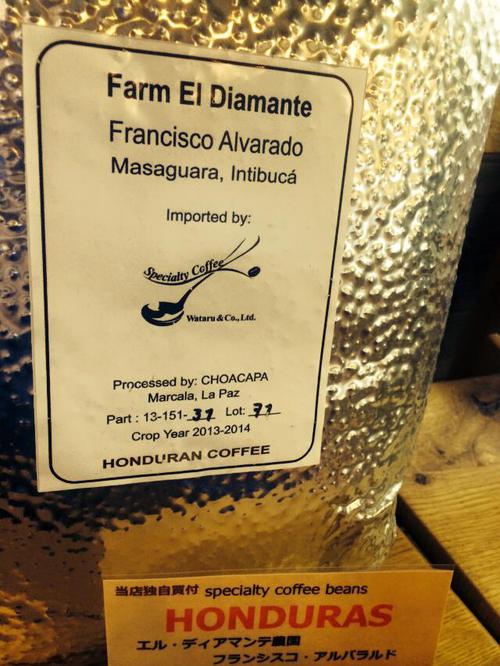 Farm El Diamante
Francisco Alvarado
Masaguara, Intibucá
Imported by:
Specialty Coffee
Wataru & Co., Ltd.
Processed by: CHOACAPA
Marcala, La Paz
Part : 13-151-37 Lot: 71
Crop Year 2013-2014
HONDURAN COFFEE
当店独自買付 specialty coffee beans
HONDURAS
エル・ディアマンテ農園
フランシスコ・アルバラルド